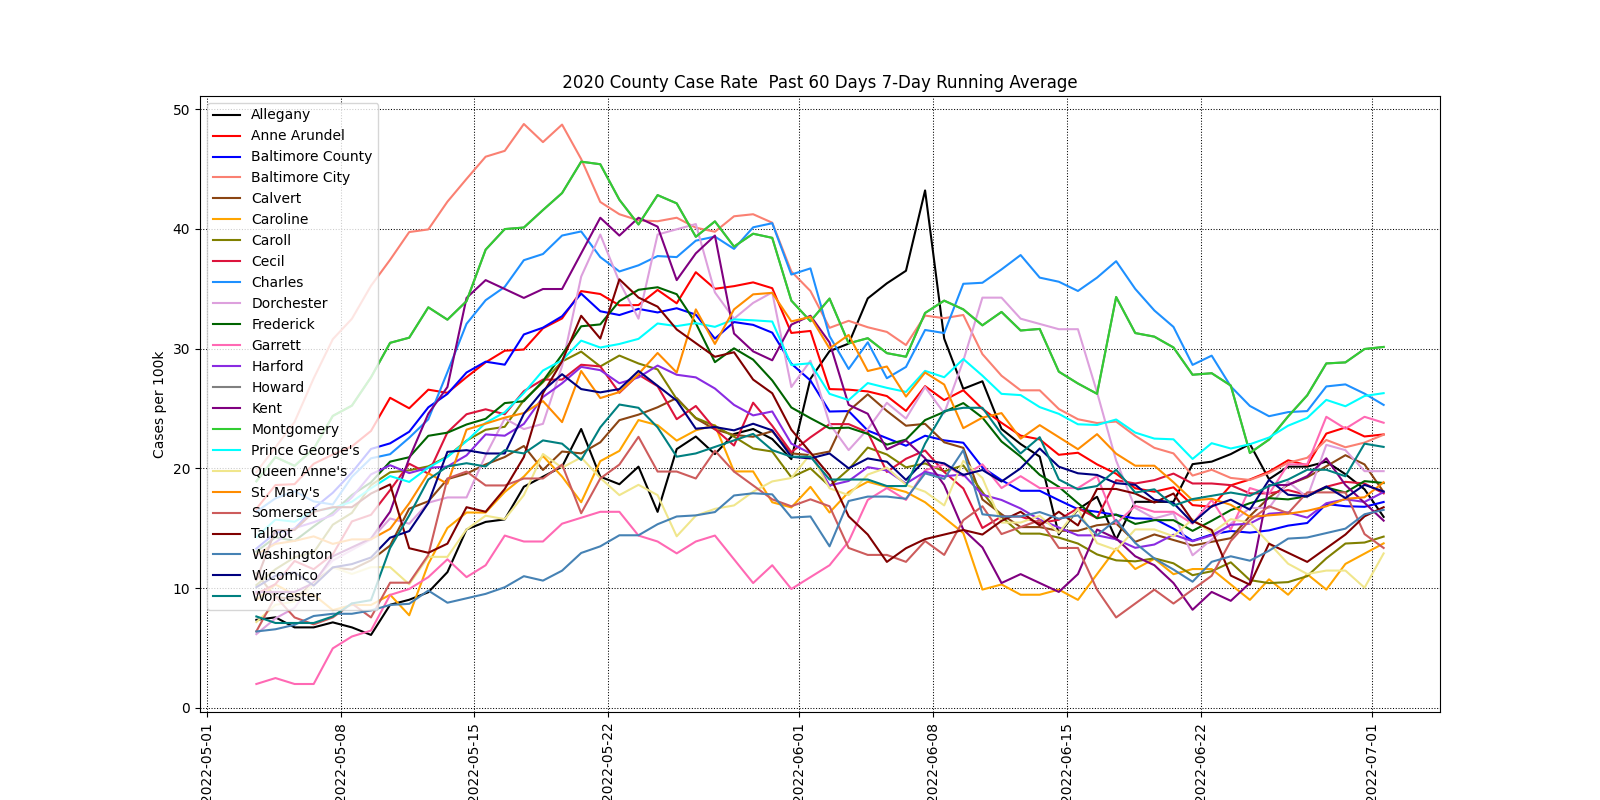 2020 County Case Rate  Past 60 Days 7-Day Running Average
Cases per 100k
50
40
30
20
10
0
Allegany
Anne Arundel
Baltimore County
Baltimore City
Calvert
Caroline
Caroll
Cecil
Charles
Dorchester
Frederick
Garrett
Harford
Howard
Kent
Montgomery
Prince George's
Queen Anne's
St. Mary's
Somerset
Talbot
Washington
Wicomico
Worcester
2022-05-01
2022-05-08
2022-05-15
2022-05-22
2022-06-01
2022-06-08
2022-06-15
2022-06-22
2022-07-01